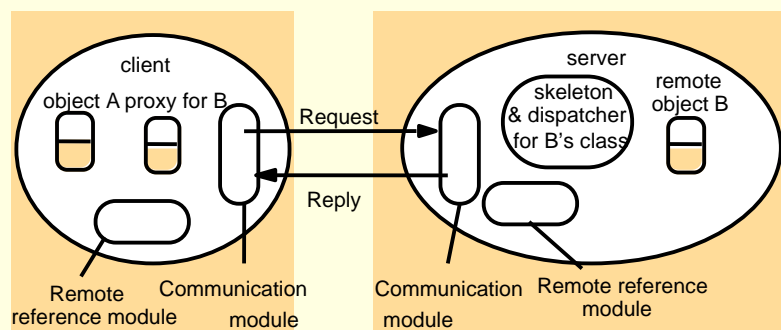 client
object A proxy for B
Request
Reply
Remote
reference module
Communication
module
server
skeleton
& dispatcher
for B's class
remote
object B
Communication
module
Remote reference
module